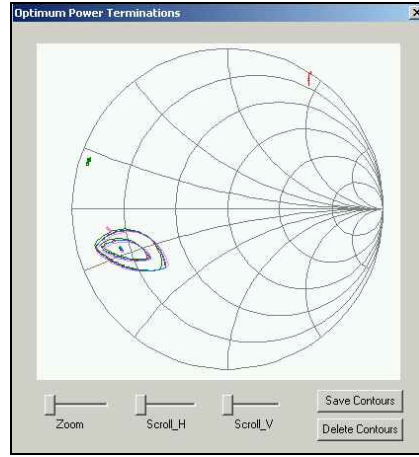 Optimum Power Terminations
Zoom
Scroll_H
Scroll_V
Save Contours
Delete Contours